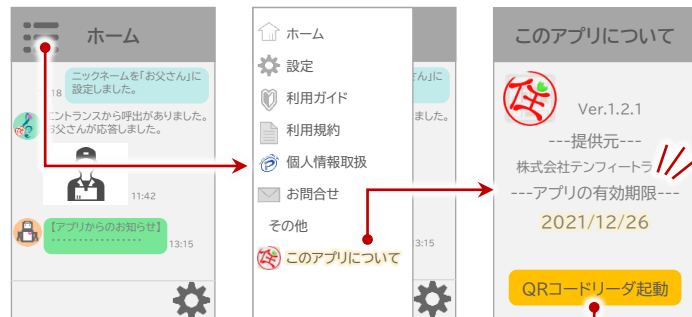 ホーム
ニックネームを「お父さん」に
設定しました。
18
エントランスから呼出がありました。
お父さんが応答しました。
11:42
【アプリからのお知らせ】
13:15
ホーム
設定
利用ガイド
利用規約
個人情報取扱
お問合せ
その他
このアプリについて
さん」に
ました。
3:15
このアプリについて
住
Ver.1.2.1
---提供元---
株式会社テンフィートラ
---アプリの有効期限---
2021/12/26
QRコードリーダ起動